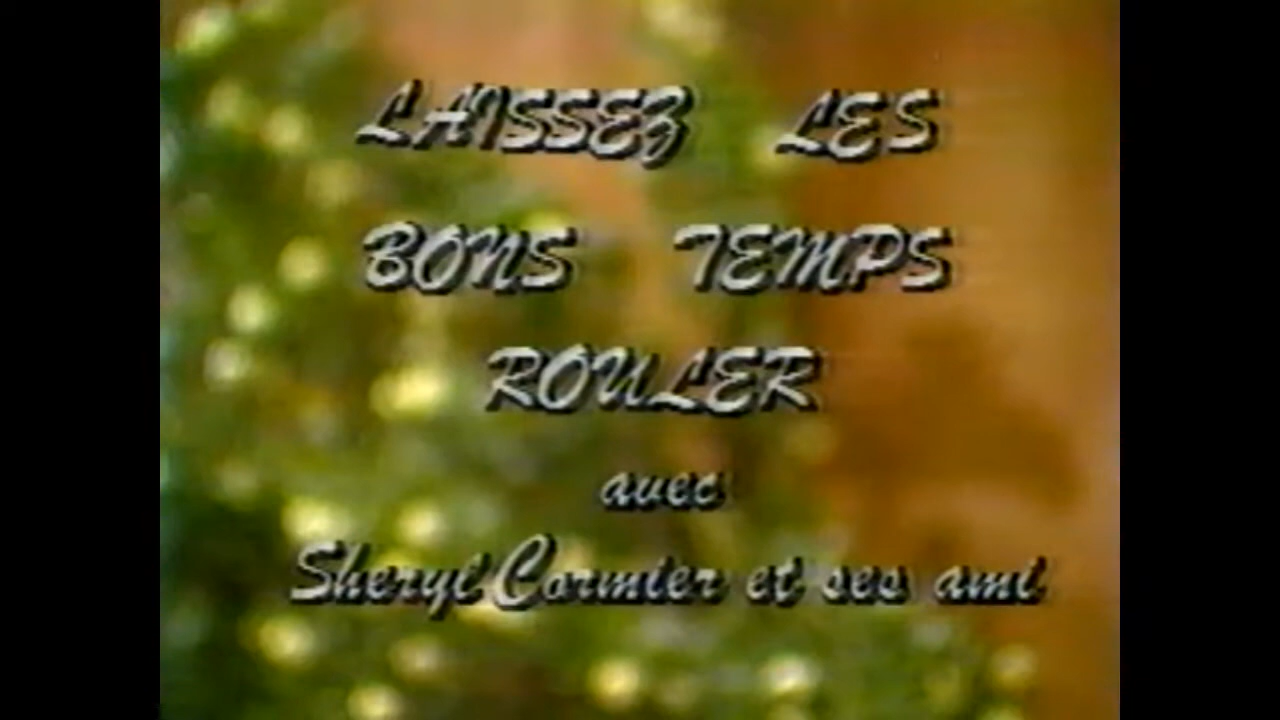 LAISSEZ LES
BONS TEMPS
ROULER
avec
Sheryl Cormier et ses ami